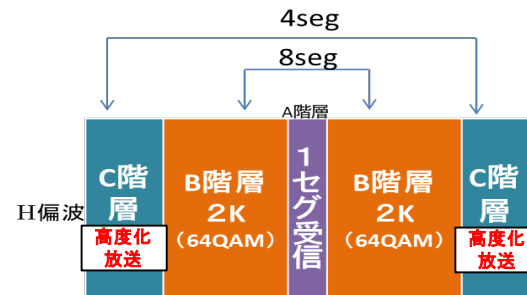 4seg
8seg
A階層
H偏波
C階層
高度化放送
B階層
2K
(64QAM)
1セグ受信
B階層
2K
(64QAM)
C階層
高度化放送